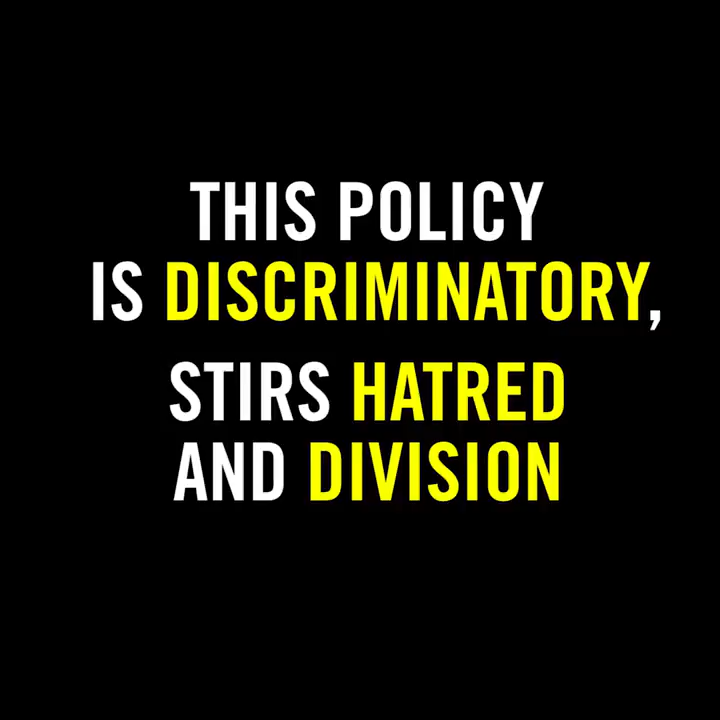 THIS POLICY
IS DISCRIMINATORY,
STIRS HATRED
AND DIVISION